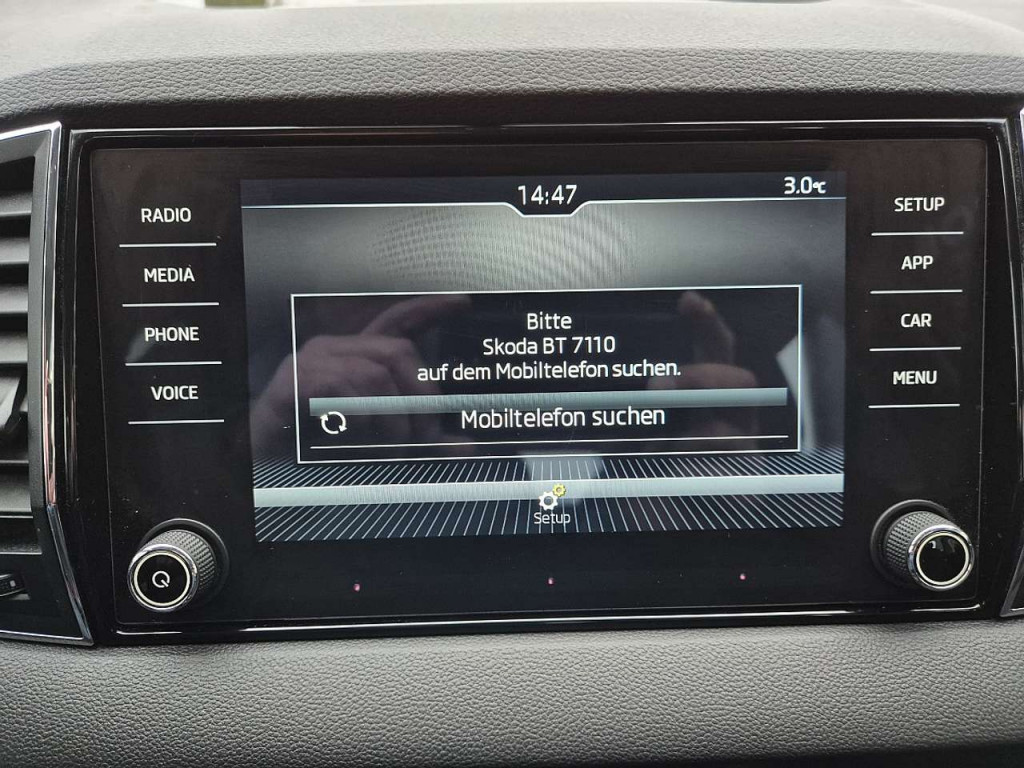 14:47
3.0°C
RADIO
MEDIA
PHONE
VOICE
SETUP
APP
CAR
MENU
Bitte
Skoda BT 7110
auf dem Mobiltelefon suchen.
Mobiltelefon suchen
Setup